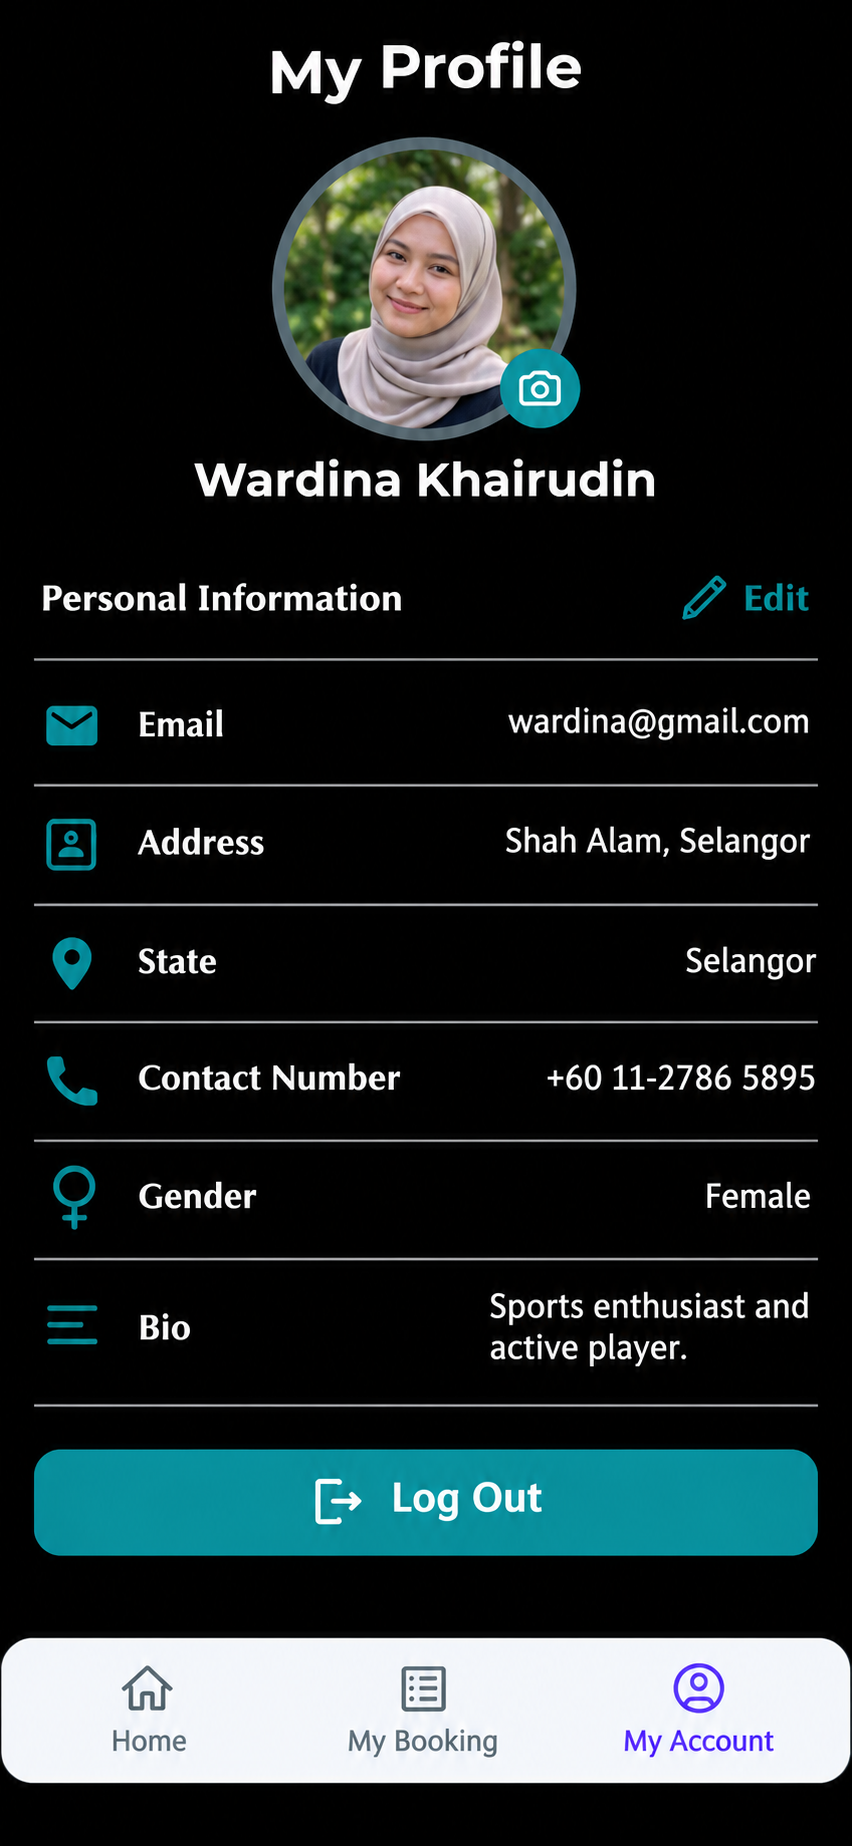 My Profile
Wardina Khairudin
Personal Information
Edit
Email
wardina@gmail.com
Address
Shah Alam, Selangor
State
Selangor
Contact Number
+60 11-2786 5895
Gender
Female
Bio
Sports enthusiast and
active player.
Log Out
Home
My Booking
My Account